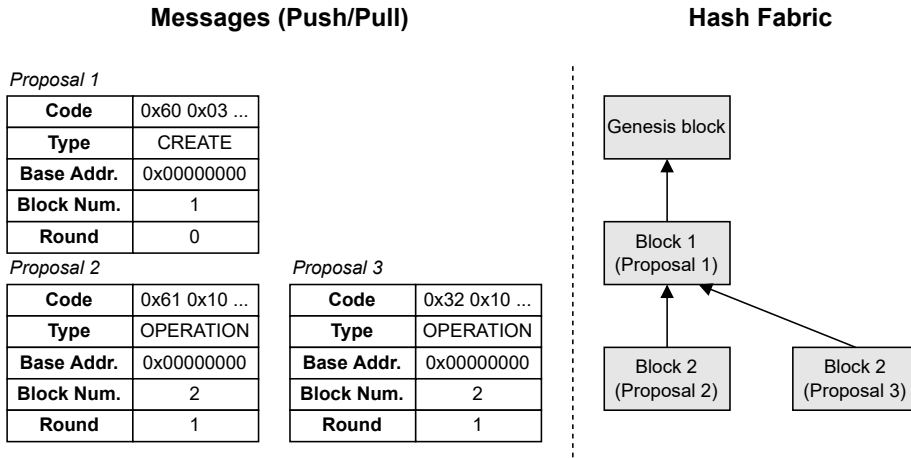 Messages (Push/Pull)
Hash Fabric
Proposal 1
Code 0x60 0x03 ...
Type CREATE
Base Addr. 0x00000000
Block Num. 1
Round 0
Proposal 2
Code 0x61 0x10 ...
Type OPERATION
Base Addr. 0x00000000
Block Num. 2
Round 1
Proposal 3
Code 0x32 0x10 ...
Type OPERATION
Base Addr. 0x00000000
Block Num. 2
Round 1
Genesis block
Block 1
(Proposal 1)
Block 2
(Proposal 2)
Block 2
(Proposal 3)